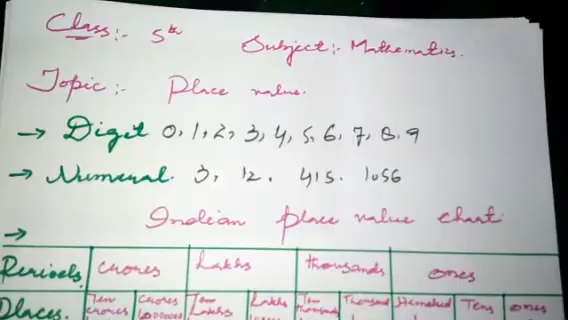 Class:- 5th
Subject:- Mathematics.
Topic:- Place value.
→ Digit 0, 1, 2, 3, 4, 5, 6, 7, 8, 9
→ Numeral. 3, 12, 415. 1056
→ Indian place value chart
Periods crores Lakhs thousands ones
Places. Ten crores Crores Ten Lakhs Lakhs Ten thousands Thousand Hundred Tens ones